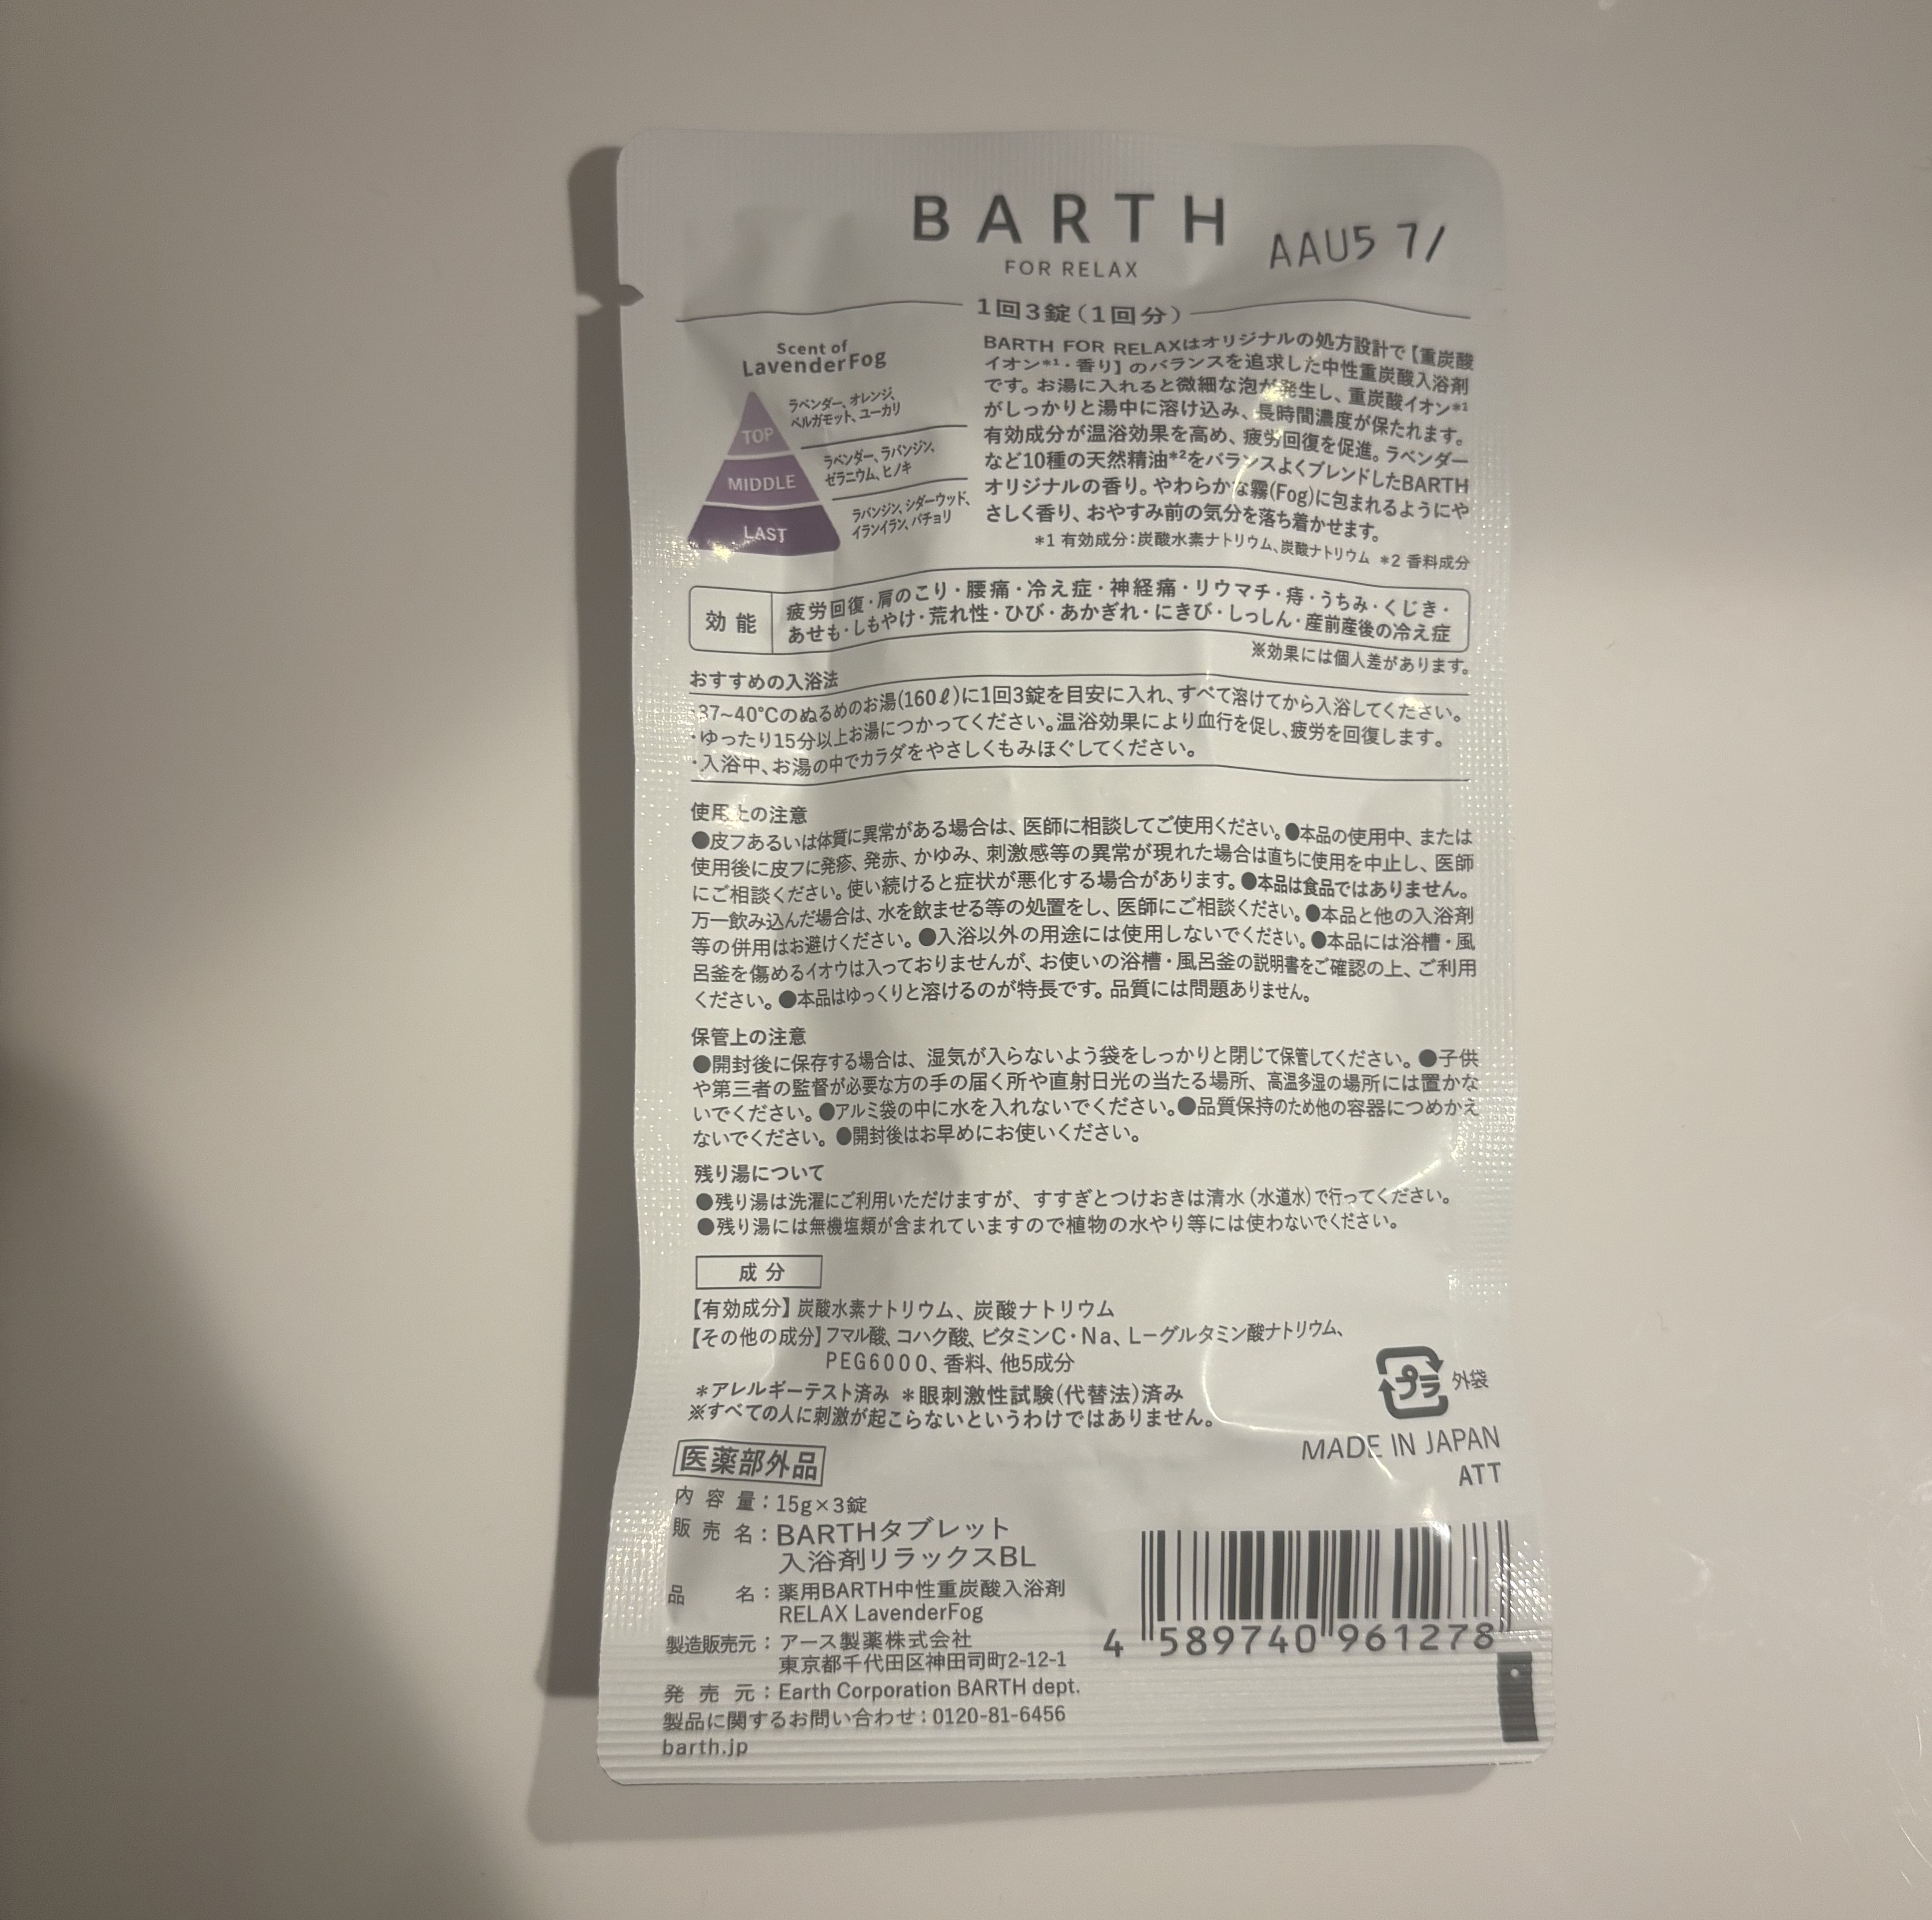 BARTH
FOR RELAX
AAU5 7/
1回3錠(1回分)
Scent of
LavenderFog
TOP
ラベンダー、オレンジ、
ベルガモット、ユーカリ
MIDDLE
ラベンダー、ラバンジン、
ゼラニウム、ヒノキ
LAST
ラバンジン、シダーウッド、
イランイラン、パチョリ
BARTH FOR RELAXはオリジナルの処方設計で【重炭酸
イオン*1・香り】のバランスを追求した中性重炭酸入浴剤
です。お湯に入れると微細な泡が発生し、重炭酸イオン*1
がしっかりと湯中に溶け込み、長時間濃度が保たれます。
有効成分が温浴効果を高め、疲労回復を促進。ラベンダー
など10種の天然精油*2をバランスよくブレンドしたBARTH
オリジナルの香り。やわらかな霧(Fog)に包まれるようにや
さしく香り、おやすみ前の気分を落ち着かせます。
*1 有効成分:炭酸水素ナトリウム、炭酸ナトリウム *2 香料成分
効能
疲労回復・肩のこり・腰痛・冷え症・神経痛・リウマチ・痔・うちみ・くじき・
あせも・しもやけ・荒れ性・ひび・あかぎれ・にきび・しっしん・産前産後の冷え症
※効果には個人差があります。
おすすめの入浴法
・37~40℃のぬるめのお湯(160ℓ)に1回3錠を目安に入れ、すべて溶けてから入浴してください。
・ゆったり15分以上お湯につかってください。温浴効果により血行を促し、疲労を回復します。
・入浴中、お湯の中でカラダをやさしくもみほぐしてください。
使用上の注意
●皮フあるいは体質に異常がある場合は、医師に相談してご使用ください。●本品の使用中、または
使用後に皮フに発疹、発赤、かゆみ、刺激感等の異常が現れた場合は直ちに使用を中止し、医師
にご相談ください。使い続けると症状が悪化する場合があります。●本品は食品ではありません。
万一飲み込んだ場合は、水を飲ませる等の処置をし、医師にご相談ください。●本品と他の入浴剤
等の併用はお避けください。●入浴以外の用途には使用しないでください。●本品には浴槽・風
呂釜を傷めるイオウは入っておりませんが、お使いの浴槽・風呂釜の説明書をご確認の上、ご利用
ください。●本品はゆっくりと溶けるのが特長です。品質には問題ありません。
保管上の注意
●開封後に保存する場合は、湿気が入らないよう袋をしっかりと閉じて保管してください。●子供
や第三者の監督が必要な方の手の届く所や直射日光の当たる場所、高温多湿の場所には置かな
いでください。●アルミ袋の中に水を入れないでください。●品質保持のため他の容器につめかえ
ないでください。●開封後はお早めにお使いください。
残り湯について
●残り湯は洗濯にご利用いただけますが、すすぎとつけおきは清水(水道水)で行ってください。
●残り湯には無機塩類が含まれていますので植物の水やり等には使わないでください。
成分
【有効成分】炭酸水素ナトリウム、炭酸ナトリウム
【その他の成分】フマル酸、コハク酸、ビタミンC・Na、L-グルタミン酸ナトリウム、
PEG6000、香料、他5成分
*アレルギーテスト済み *眼刺激性試験(代替法)済み
※すべての人に刺激が起こらないというわけではありません。
プラ 外袋
MADE IN JAPAN
ATT
医薬部外品
内容量:15g×3錠
販売名:BARTHタブレット
入浴剤リラックスBL
品名:薬用BARTH中性重炭酸入浴剤
RELAX LavenderFog
製造販売元:アース製薬株式会社
東京都千代田区神田司町2-12-1
発売元:Earth Corporation BARTH dept.
製品に関するお問い合わせ:0120-81-6456
barth.jp
4 589740 961278